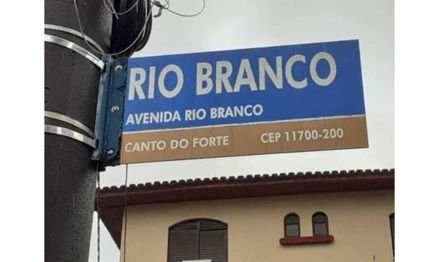 RIO BRANCO
AVENIDA RIO BRANCO
CANTO DO FORTE CEP 11700-200